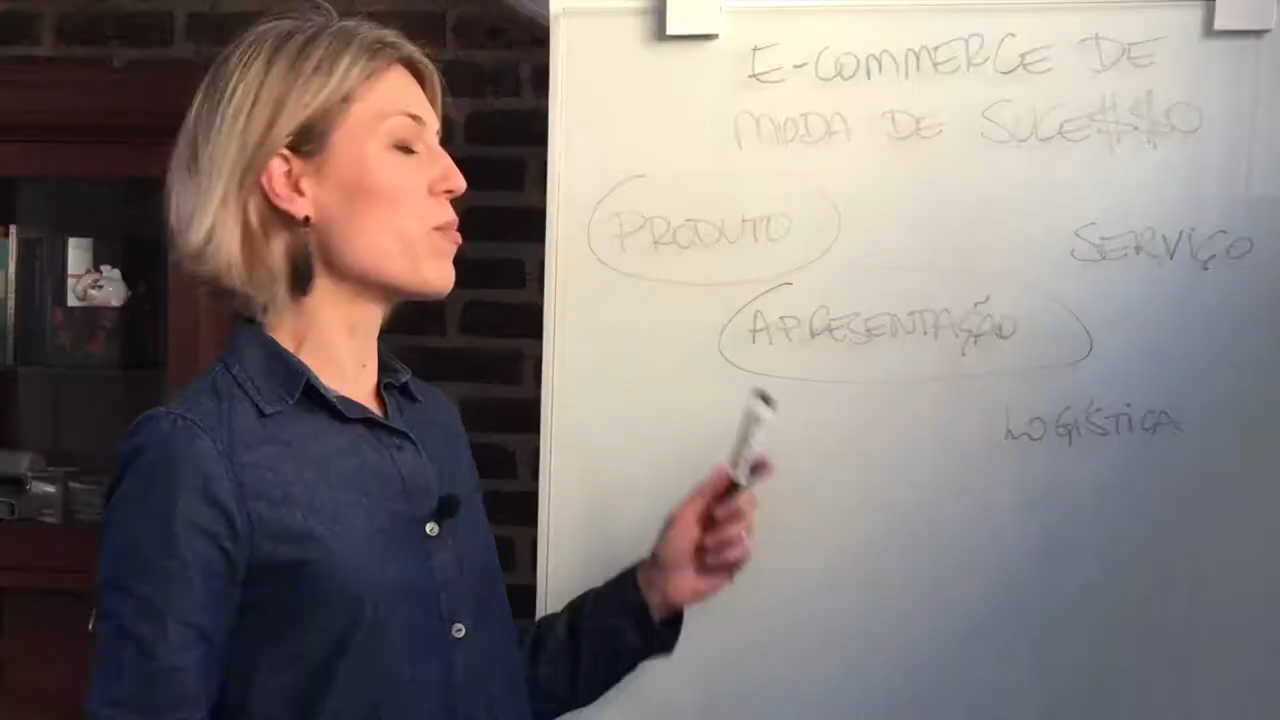 E-COMMERCE DE
MODA DE SUCE$$O
PRODUTO
SERVIÇO
APRESENTAÇÃO
LOGÍSTICA